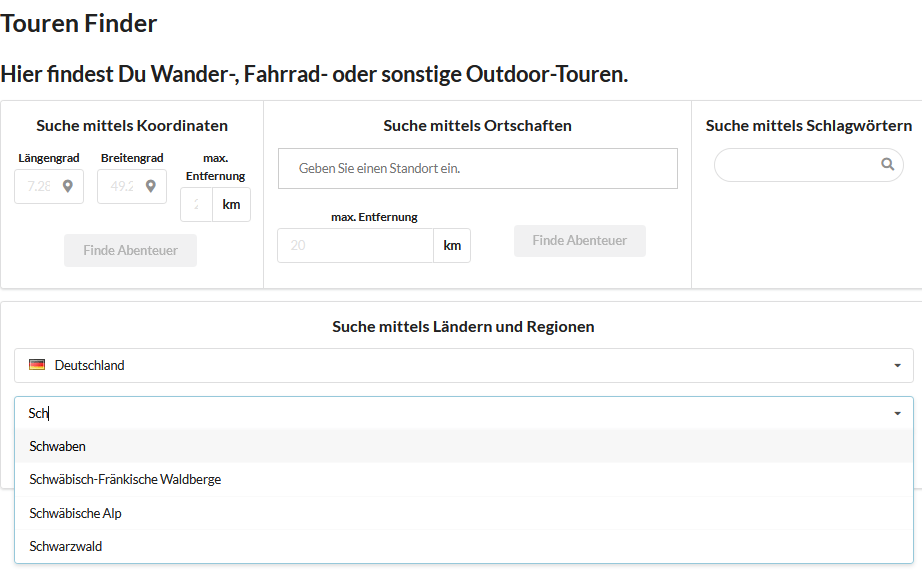 Touren Finder
Hier findest Du Wander-, Fahrrad- oder sonstige Outdoor-Touren.
Suche mittels Koordinaten
Längengrad
Breitengrad
max.
Entfernung
7.28
49.2
2
km
Finde Abenteuer
Suche mittels Ortschaften
Geben Sie einen Standort ein.
max. Entfernung
20
km
Finde Abenteuer
Suche mittels Schlagwörtern
Suche mittels Ländern und Regionen
Deutschland
Sch
Schwaben
Schwäbisch-Fränkische Waldberge
Schwäbische Alp
Schwarzwald